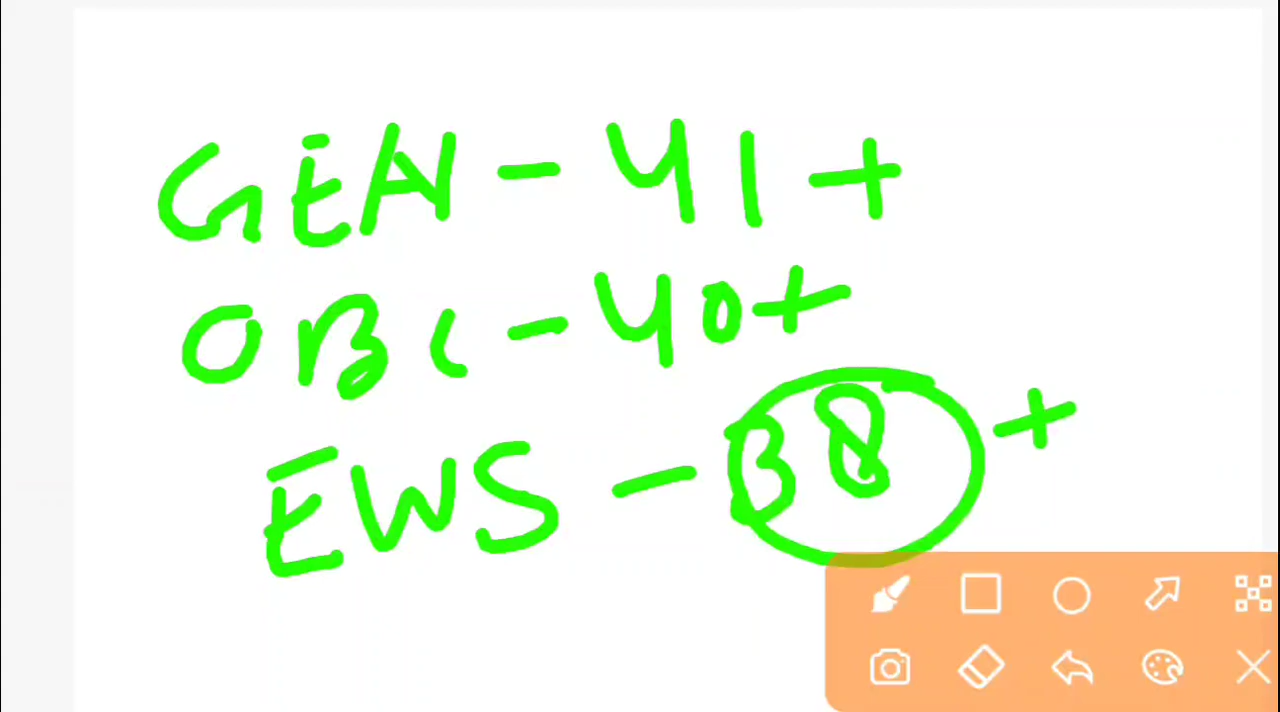 GEN - 41 +
OBC - 40+
EWS - 38 +